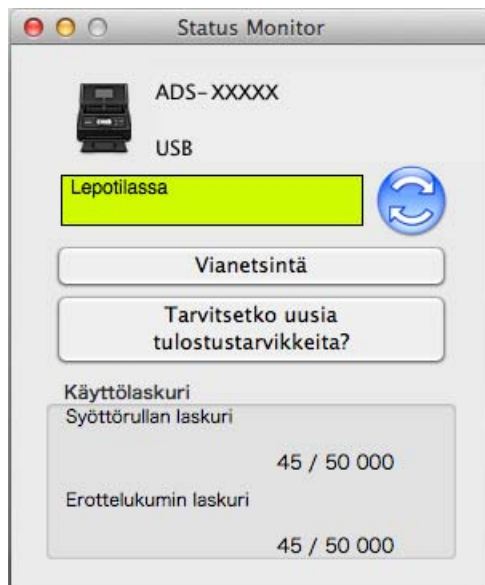 Status Monitor
ADS-XXXXX
USB
Lepotilassa
Vianetsintä
Tarvitsetko uusia
tulostustarvikkeita?
Käyttölaskuri
Syöttörullan laskuri
45 / 50 000
Erottelukumin laskuri
45 / 50 000